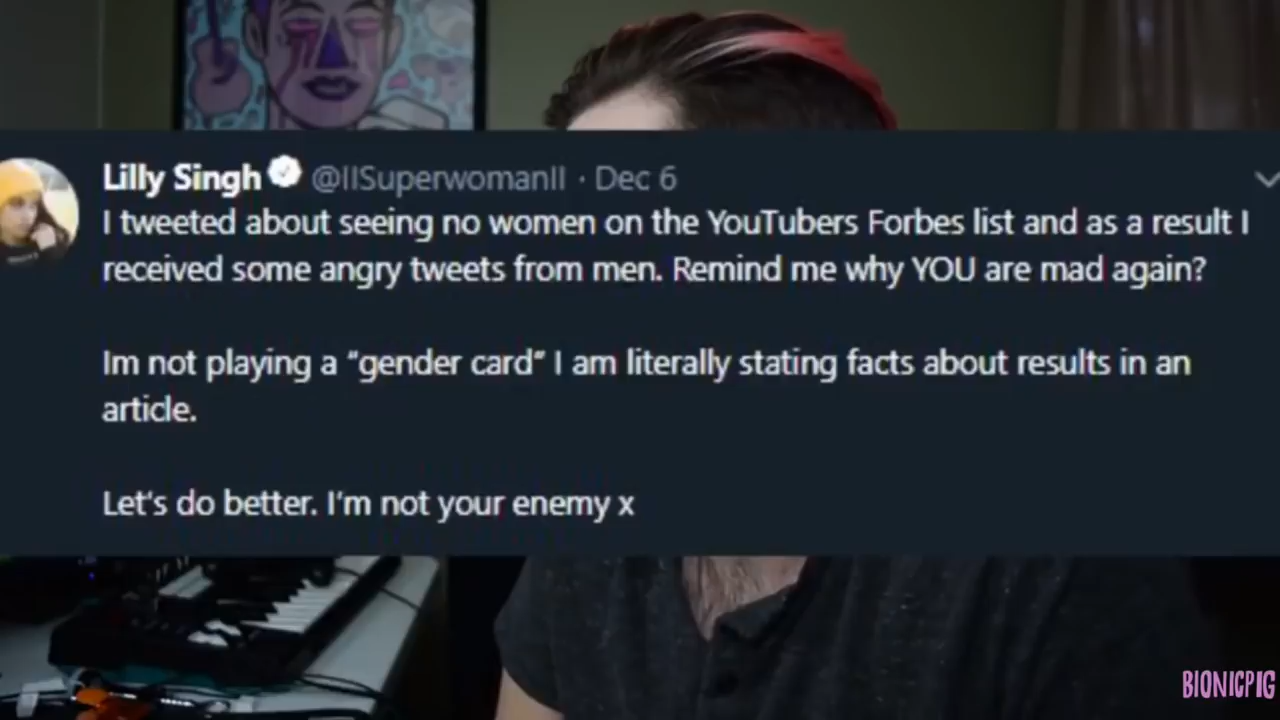 Lilly Singh @IISuperwomanII · Dec 6
I tweeted about seeing no women on the YouTubers Forbes list and as a result I
received some angry tweets from men. Remind me why YOU are mad again?
Im not playing a “gender card” I am literally stating facts about results in an
article.
Let's do better. I'm not your enemy x
BIONICPIG